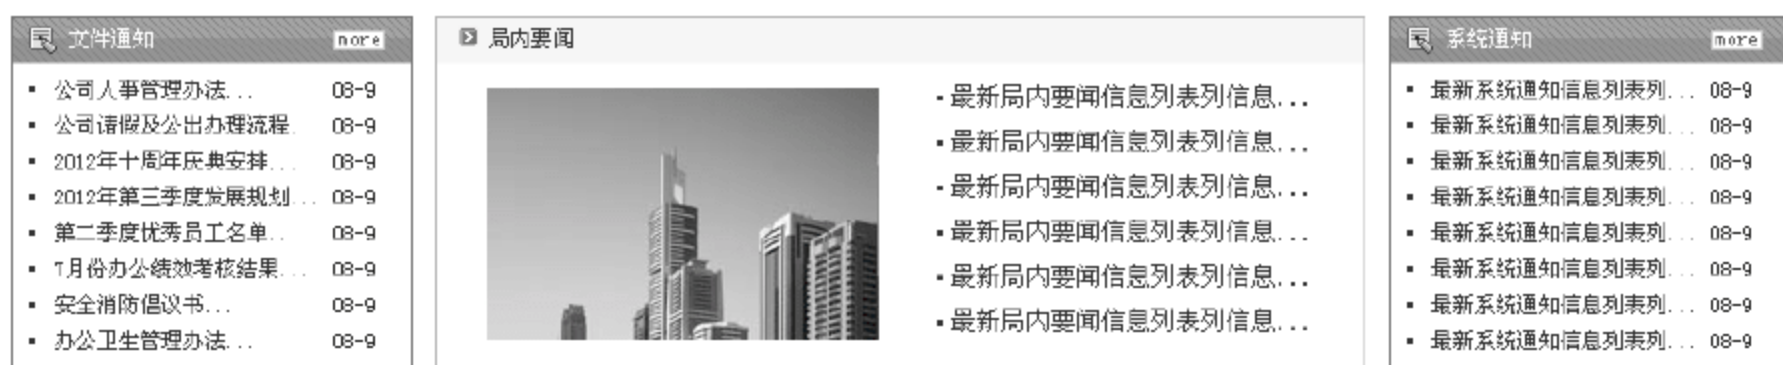 文件通知 more
公司人事管理办法... 08-9
公司请假及公出办理流程. 08-9
2012年十周年庆典安排... 08-9
2012年第三季度发展规划... 08-9
第二季度优秀员工名单.. 08-9
7月份办公绩效考核结果... 08-9
安全消防倡议书... 08-9
办公卫生管理办法... 08-9
局内要闻
最新局内要闻信息列表列信息...
最新局内要闻信息列表列信息...
最新局内要闻信息列表列信息...
最新局内要闻信息列表列信息...
最新局内要闻信息列表列信息...
最新局内要闻信息列表列信息...
系统通知 more
最新系统通知信息列表列... 08-9
最新系统通知信息列表列... 08-9
最新系统通知信息列表列... 08-9
最新系统通知信息列表列... 08-9
最新系统通知信息列表列... 08-9
最新系统通知信息列表列... 08-9
最新系统通知信息列表列... 08-9
最新系统通知信息列表列... 08-9